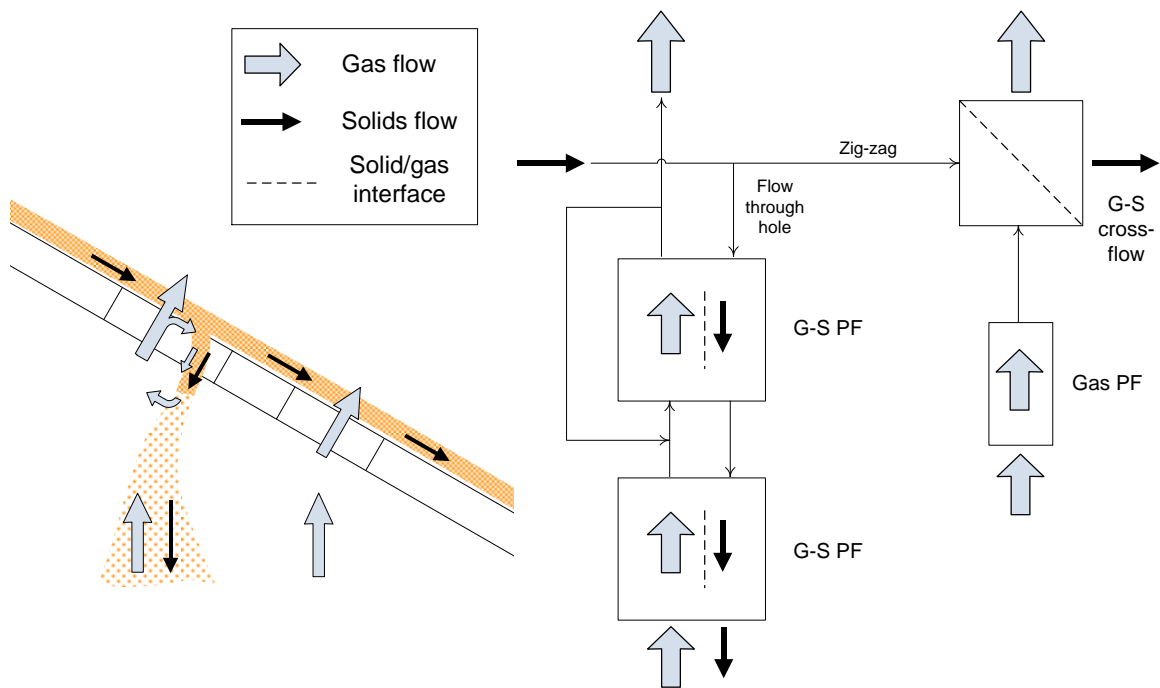 Gas flow
Solids flow
Solid/gas
interface
Zig-zag
Flow
through
hole
G-S
cross-
flow
G-S PF
Gas PF
G-S PF